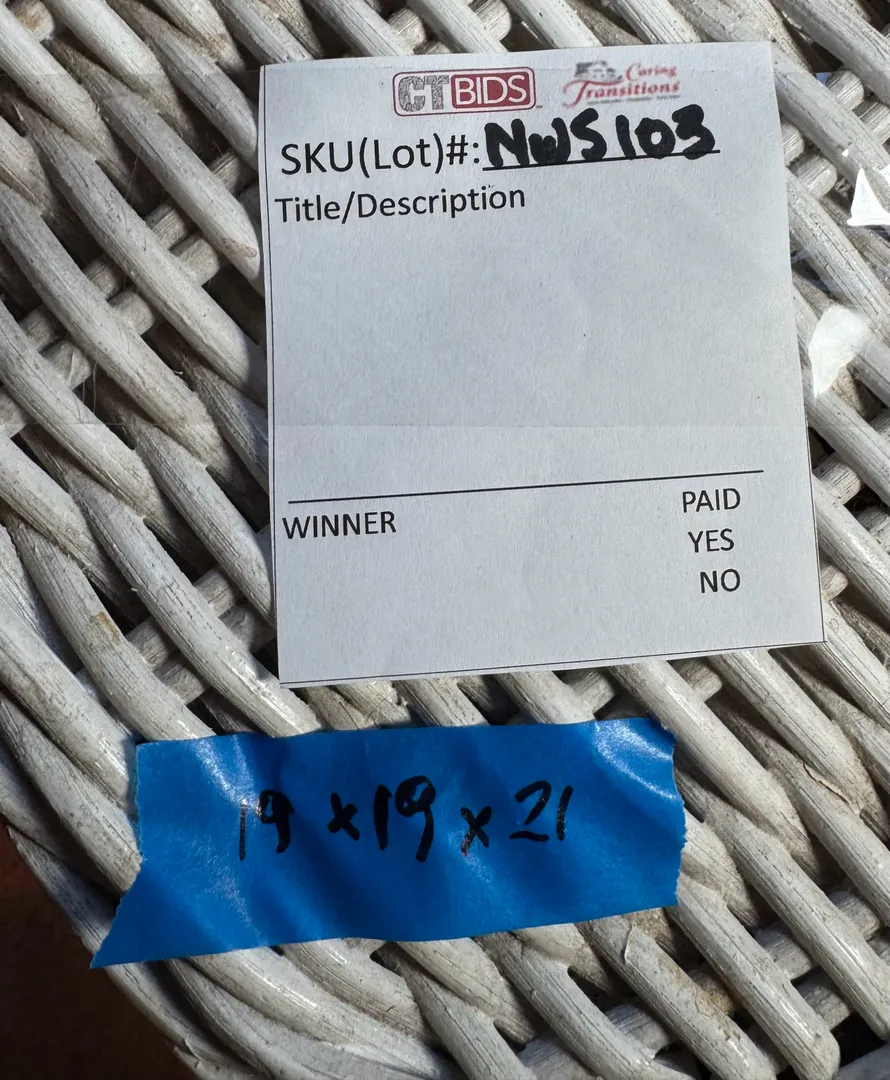 CTBIDS
Caring
Transitions
SKU(Lot)#: NWS103
Title/Description
WINNER
PAID
YES
NO
19 x 19 x 21